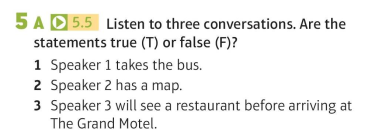 5 A 5.5 Listen to three conversations. Are the
statements true (T) or false (F)?
1 Speaker 1 takes the bus.
2 Speaker 2 has a map.
3 Speaker 3 will see a restaurant before arriving at
The Grand Motel.